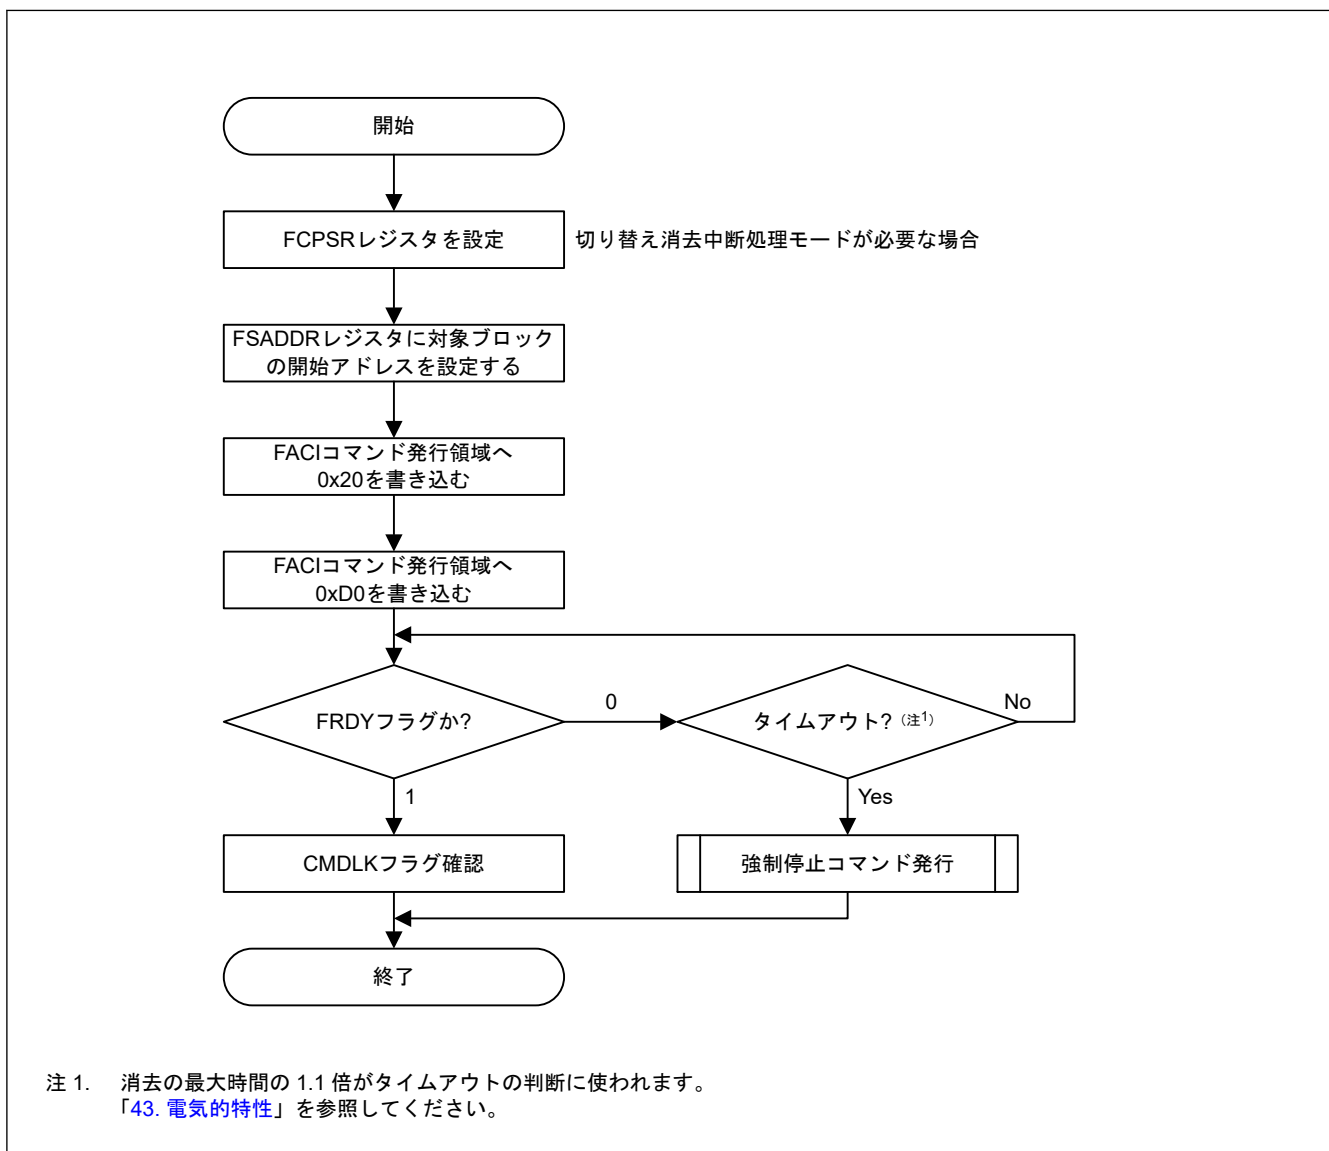 開始
FCPSRレジスタを設定 切り替え消去中断処理モードが必要な場合
FSADDRレジスタに対象ブロック
の開始アドレスを設定する
FACIコマンド発行領域へ
0x20を書き込む
FACIコマンド発行領域へ
0xD0を書き込む
FRDYフラグか?
0
タイムアウト?（注1）
No
1
Yes
CMDLKフラグ確認
強制停止コマンド発行
終了
注 1. 消去の最大時間の 1.1 倍がタイムアウトの判断に使われます。
「43. 電気的特性」を参照してください。